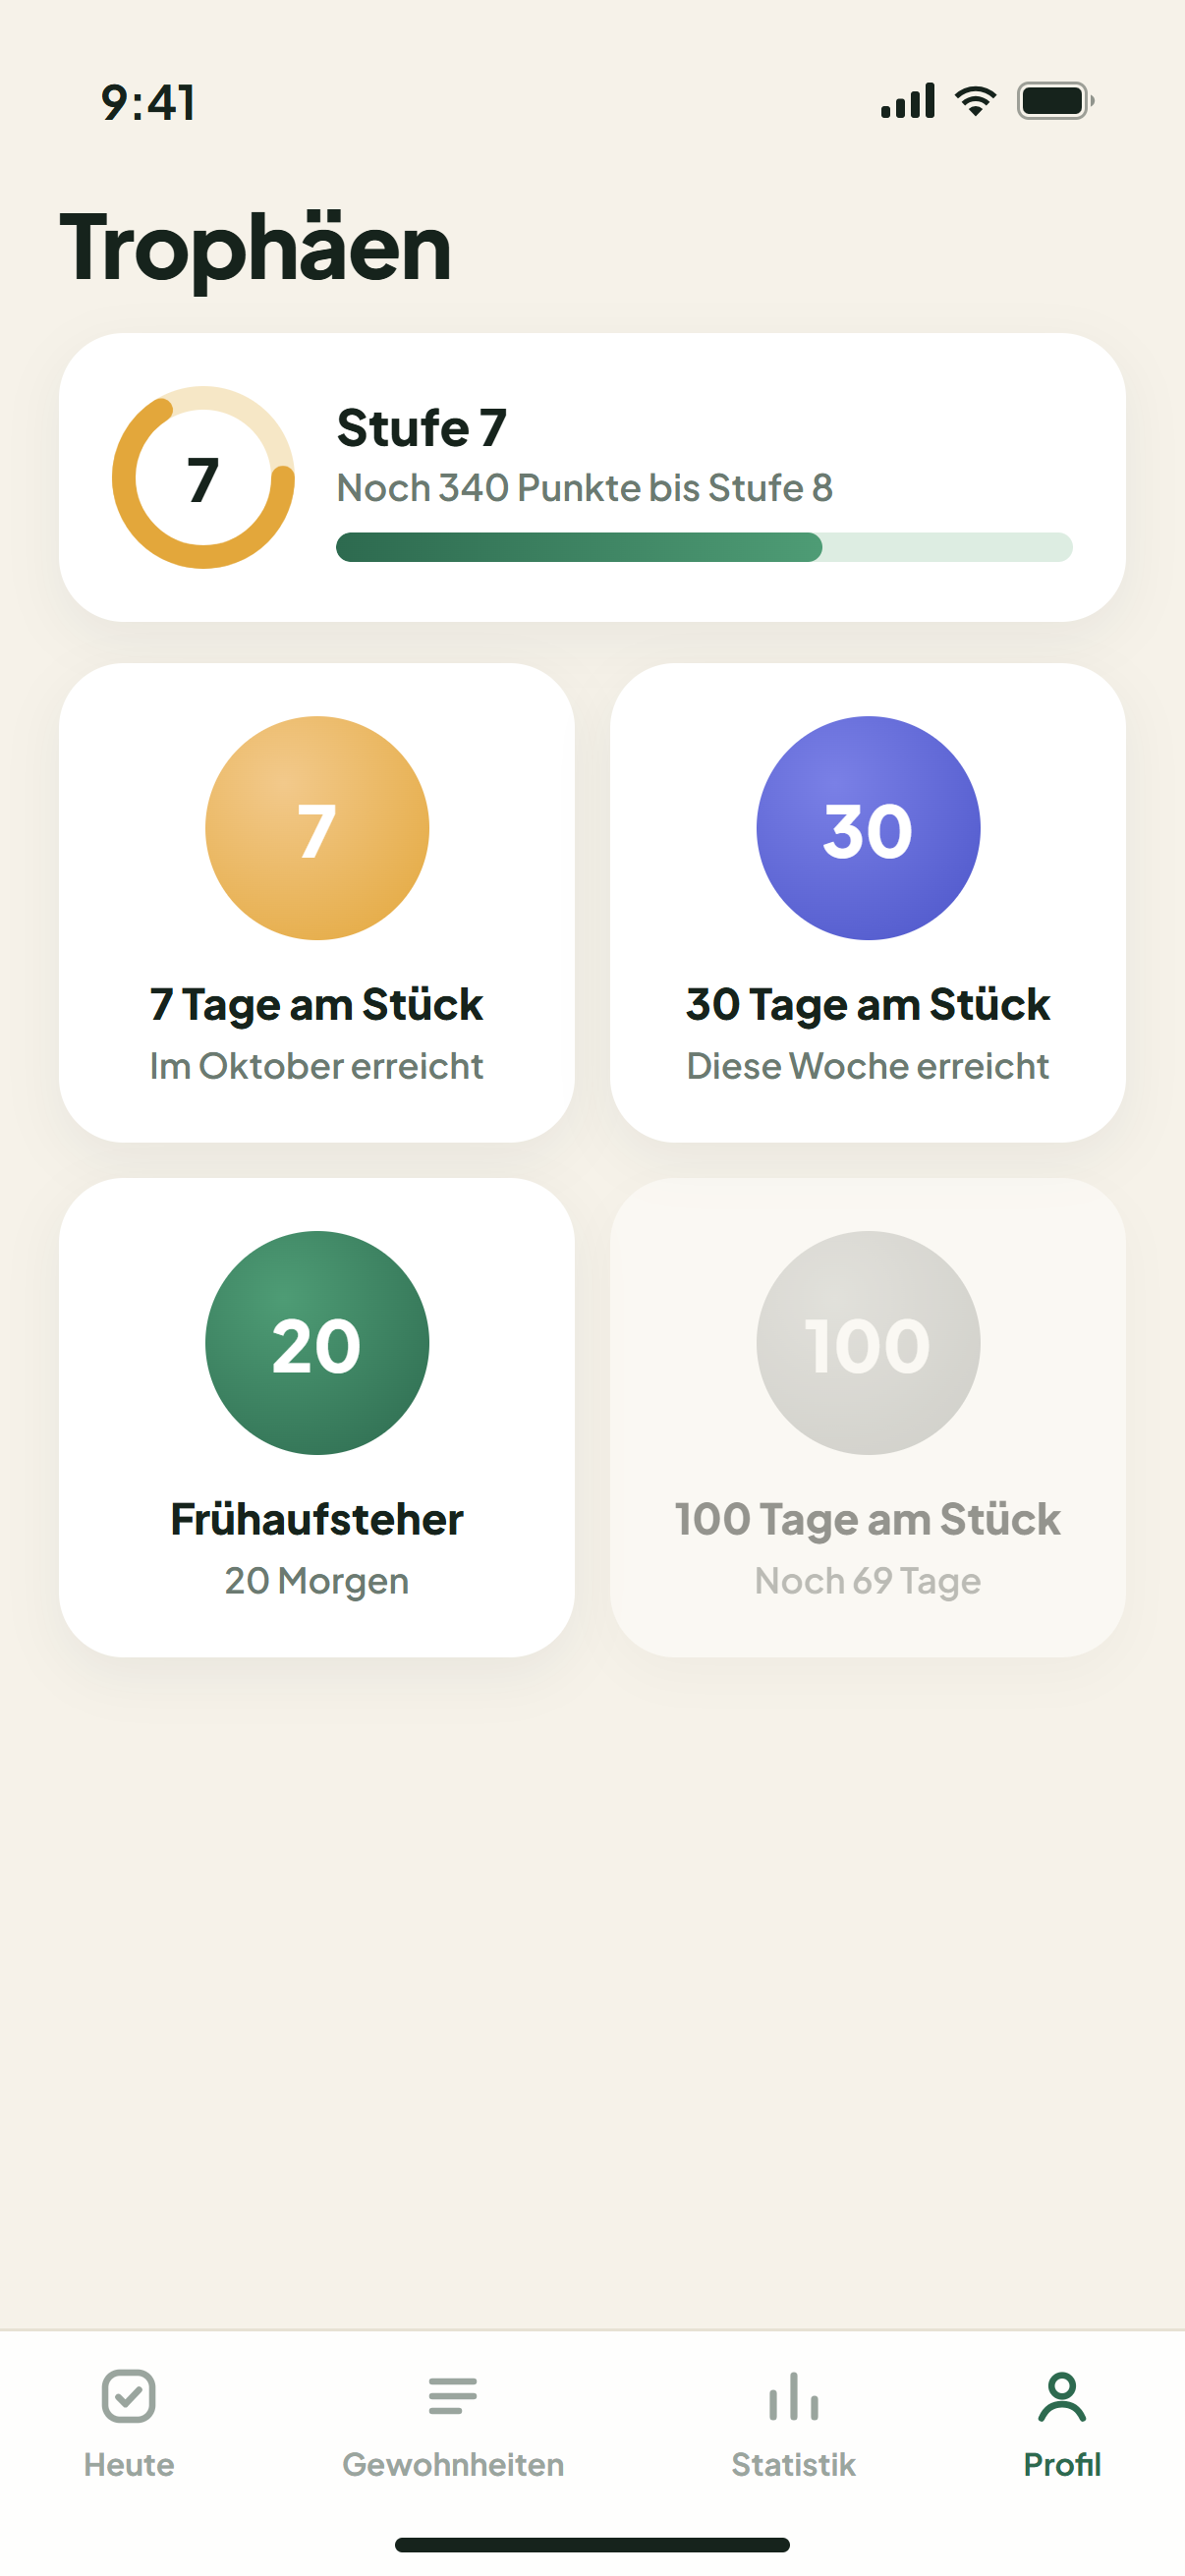 9:41
Trophäen
7
Stufe 7
Noch 340 Punkte bis Stufe 8
7
7 Tage am Stück
Im Oktober erreicht
30
30 Tage am Stück
Diese Woche erreicht
20
Frühaufsteher
20 Morgen
100
100 Tage am Stück
Noch 69 Tage
Heute
Gewohnheiten
Statistik
Profil